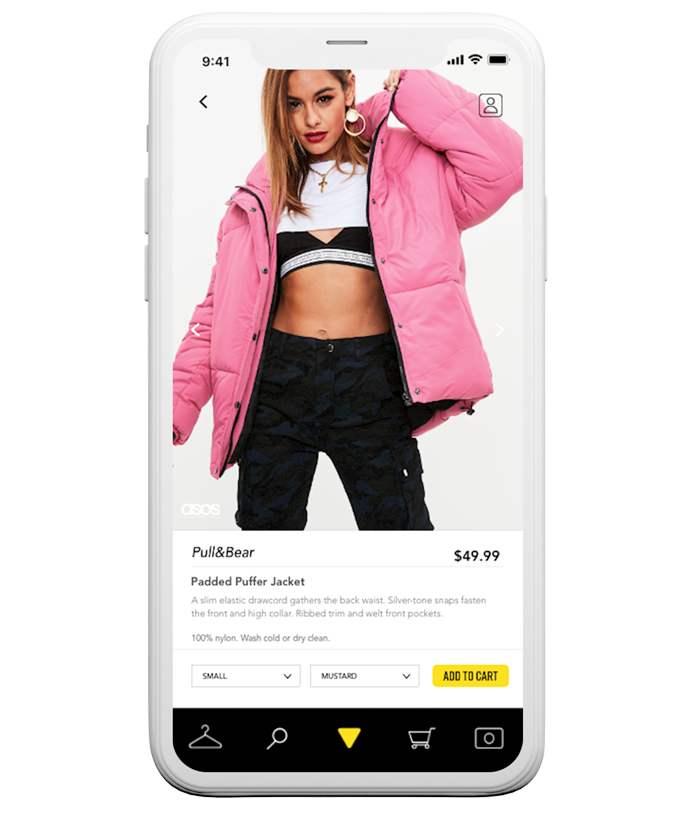 9:41
asos
Pull&Bear
$49.99
Padded Puffer Jacket
A slim elastic drawcord gathers the back waist. Silver-tone snaps fasten
the front and high collar. Ribbed trim and welt front pockets.
100% nylon. Wash cold or dry clean.
SMALL
MUSTARD
ADD TO CART